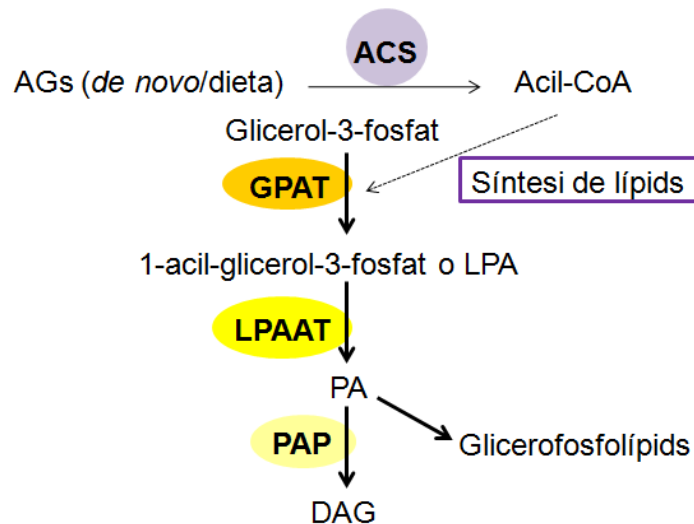 ACS
AGs (de novo/dieta)
Acil-CoA
Glicerol-3-fosfat
GPAT
Síntesi de lípids
1-acil-glicerol-3-fosfat o LPA
LPAAT
PA
PAP
Glicerofosfolípids
DAG